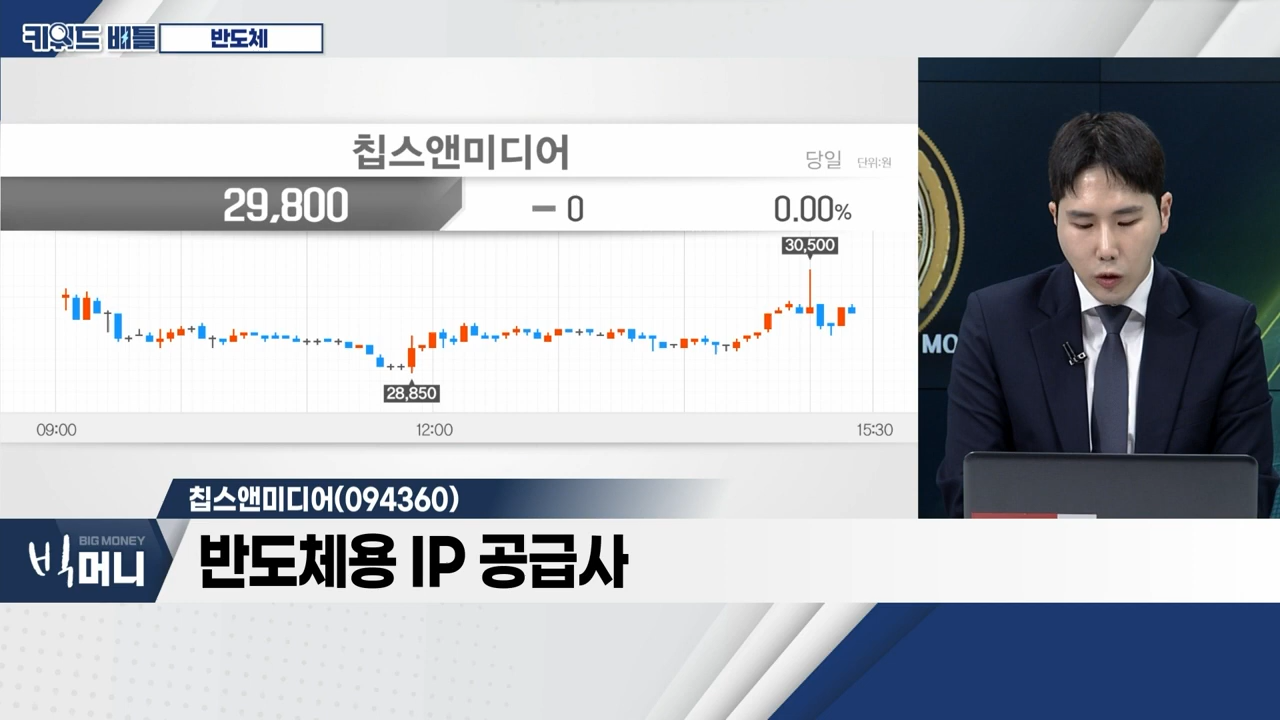 키워드 배틀
반도체
칩스앤미디어
당일 단위:원
29,800
0
0.00%
30,500
28,850
09:00
12:00
15:30
MO
칩스앤미디어(094360)
BIG MONEY
빅머니
반도체용 IP 공급사